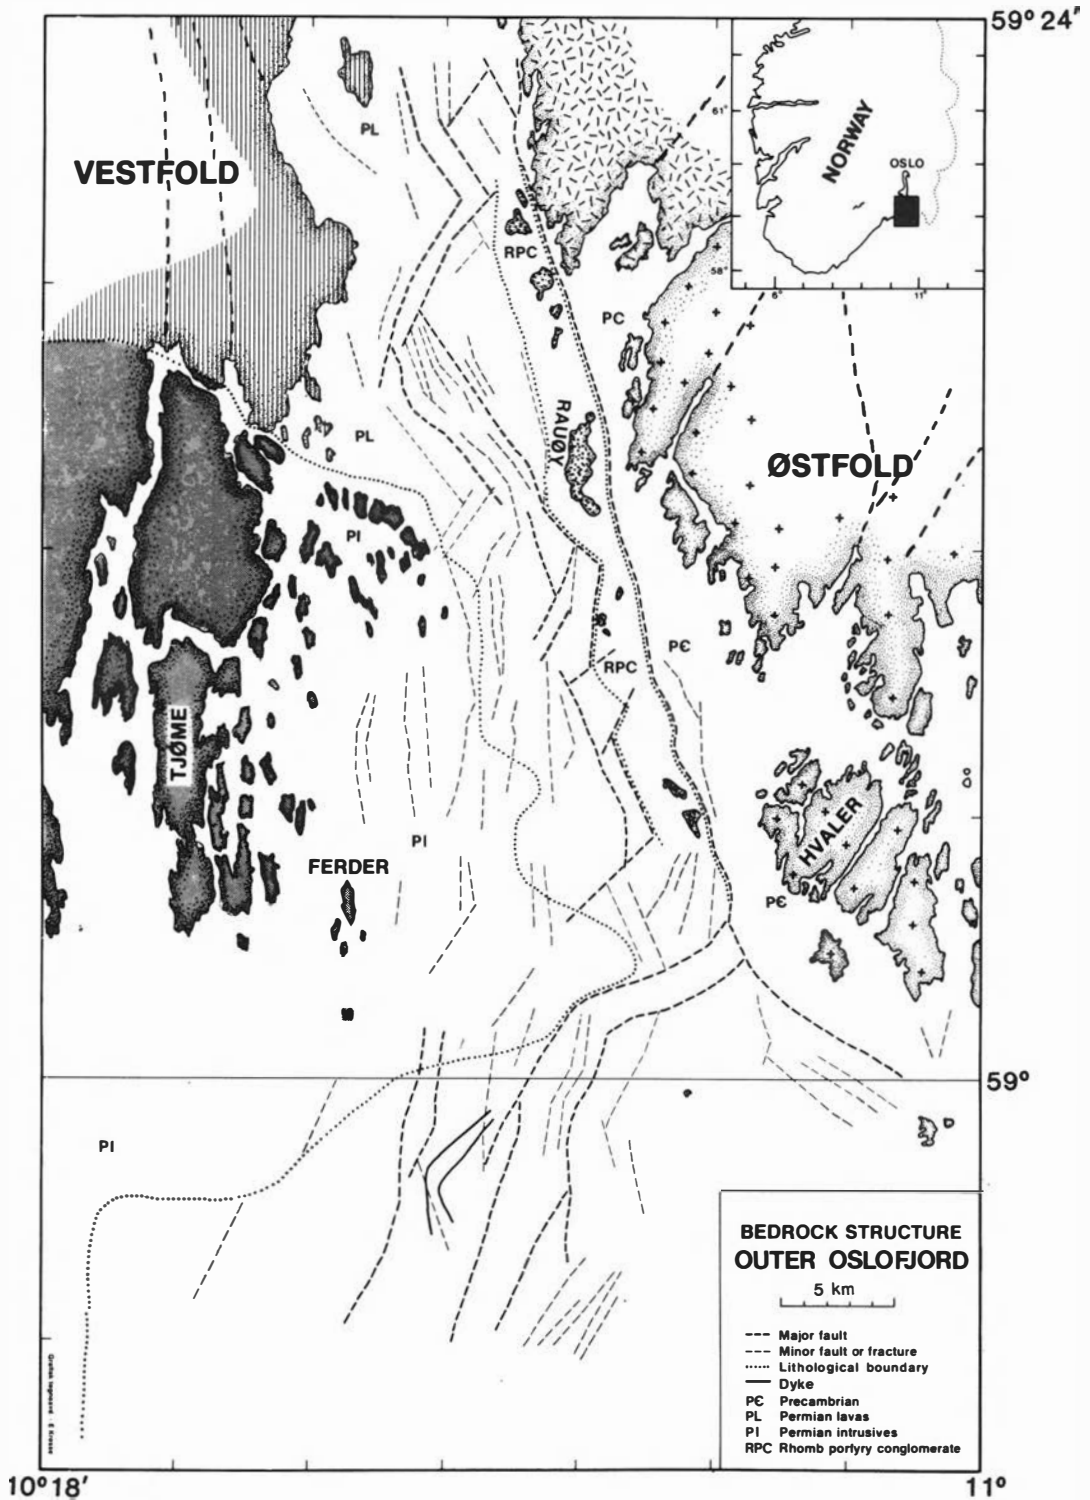 59° 24'
61°
NORWAY
OSLO
58°
6°
11°
PL
VESTFOLD
RPC
PC
RAUØY
PL
ØSTFOLD
PI
PЄ
RPC
TJØME
HVALER
PI
FERDER
PЄ
59°
PI
BEDROCK STRUCTURE
OUTER OSLOFJORD
5 km
Major fault
Minor fault or fracture
Lithological boundary
Dyke
PЄ Precambrian
PL Permian lavas
PI Permian intrusives
RPC Rhomb porfyry conglomerate
10° 18'
11°